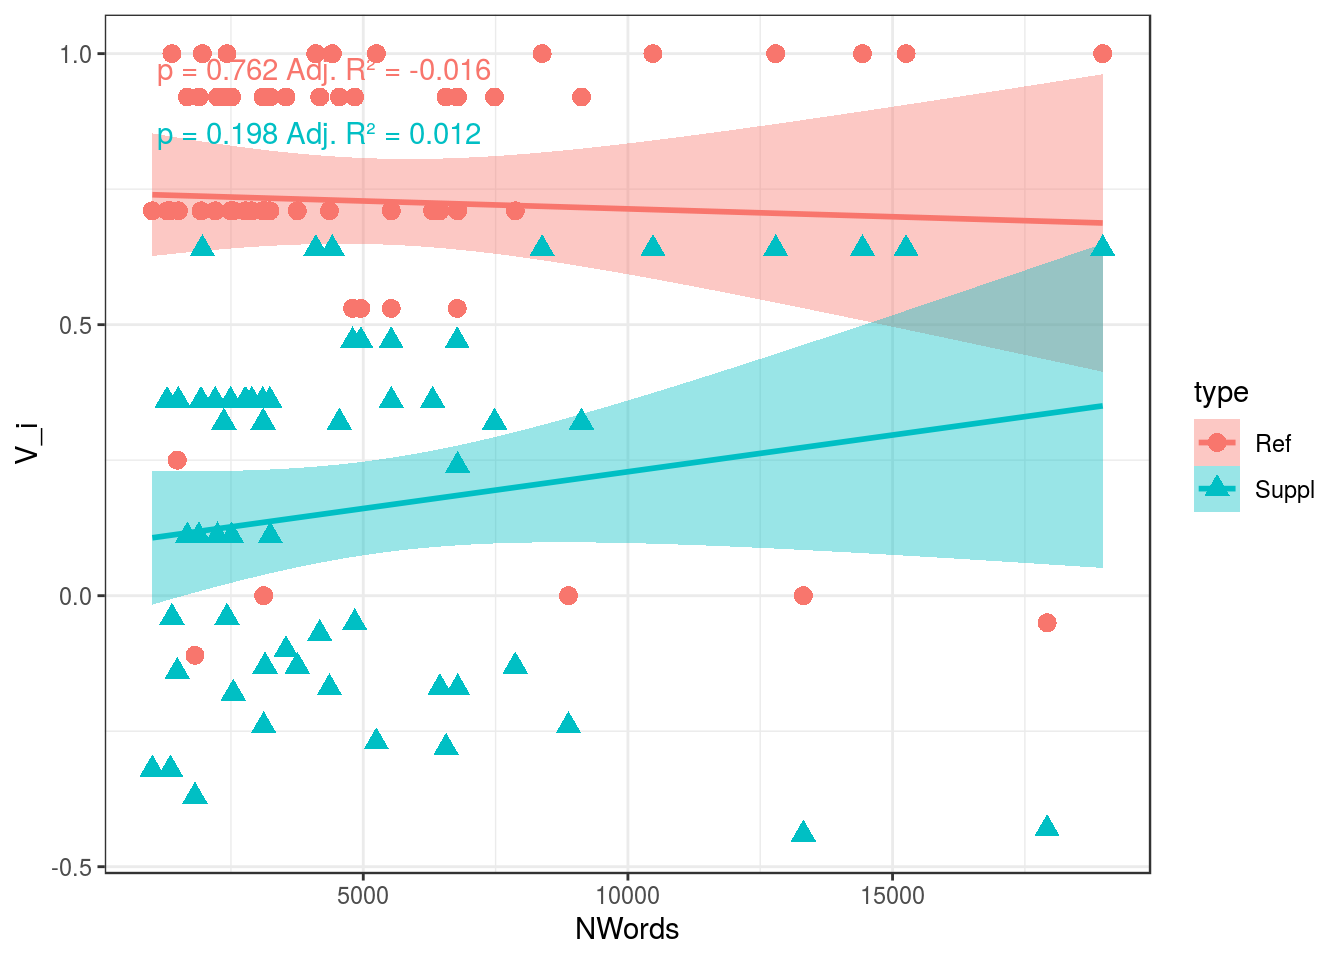 1.0
p = 0.762 Adj. R² = -0.016
p = 0.198 Adj. R² = 0.012
0.5
0.0
-0.5
V_i
5000 10000 15000
NWords
type
Ref
Suppl